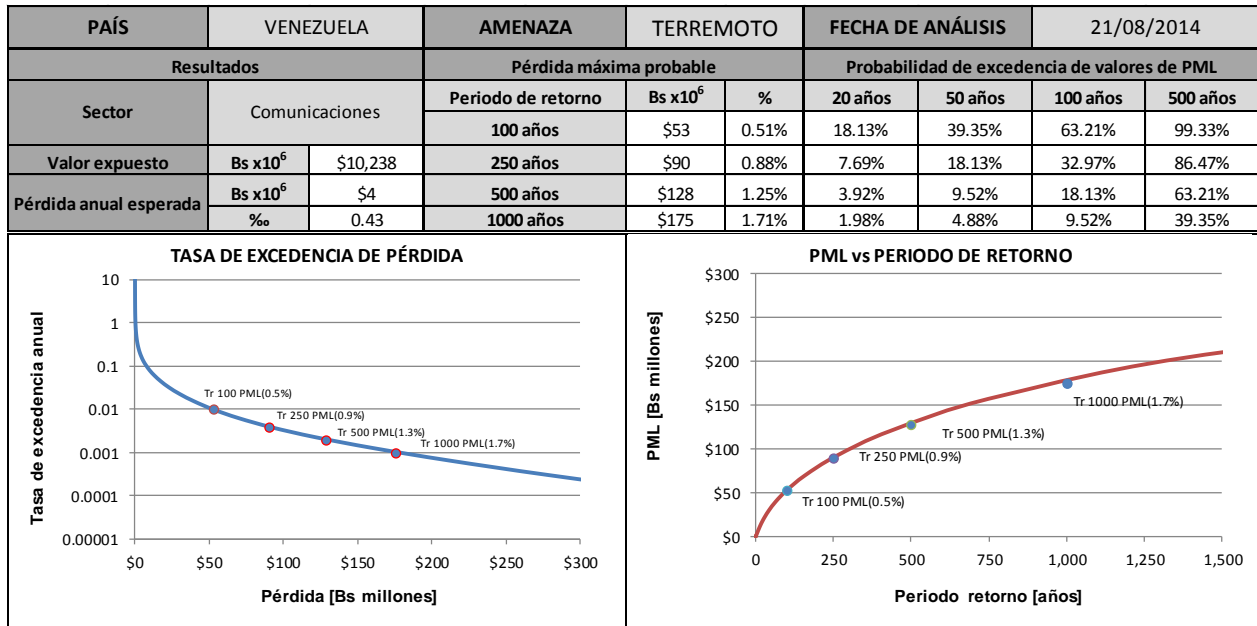 PAÍS VENEZUELA AMENAZA TERREMOTO FECHA DE ANÁLISIS 21/08/2014
Resultados Pérdida máxima probable Probabilidad de excedencia de valores de PML
Sector Comunicaciones Periodo de retorno Bs x10⁶ % 20 años 50 años 100 años 500 años
100 años $53 0.51% 18.13% 39.35% 63.21% 99.33%
Valor expuesto Bs x10⁶ $10,238 250 años $90 0.88% 7.69% 18.13% 32.97% 86.47%
Pérdida anual esperada Bs x10⁶ $4 500 años $128 1.25% 3.92% 9.52% 18.13% 63.21%
‰ 0.43 1000 años $175 1.71% 1.98% 4.88% 9.52% 39.35%
TASA DE EXCEDENCIA DE PÉRDIDA
Tasa de excedencia anual
10
1
0.1
0.01
0.001
0.0001
0.00001
Tr 100 PML(0.5%)
Tr 250 PML(0.9%)
Tr 500 PML(1.3%)
Tr 1000 PML(1.7%)
$0 $50 $100 $150 $200 $250 $300
Pérdida [Bs millones]
PML vs PERIODO DE RETORNO
PML [Bs millones]
$300
$250
$200
$150
$100
$50
$0
Tr 1000 PML(1.7%)
Tr 500 PML(1.3%)
Tr 250 PML(0.9%)
Tr 100 PML(0.5%)
0 250 500 750 1,000 1,250 1,500
Periodo retorno [años]